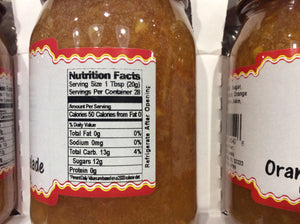 Nutrition Facts
Serving Size 1 Tbsp (20g)
Servings Per Container 28
Amount Per Serving
Calories 50 Calories from Fat 0
% Daily Value
Total Fat 0g 0%
Sodium 0mg 0%
Total Carb. 13g 4%
Sugars 12g
Protein 0g
Refrigerate After Opening
lade
Oran